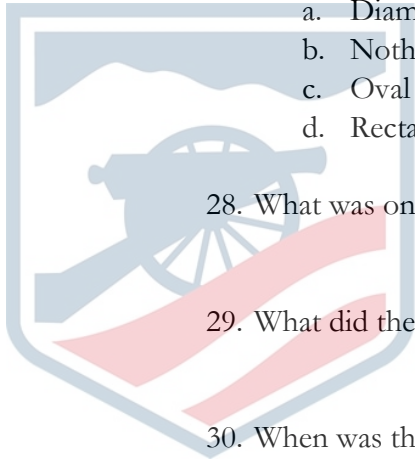 a. Diam
b. Noth
c. Oval
d. Recta
28. What was on
29. What did the
30. When was th